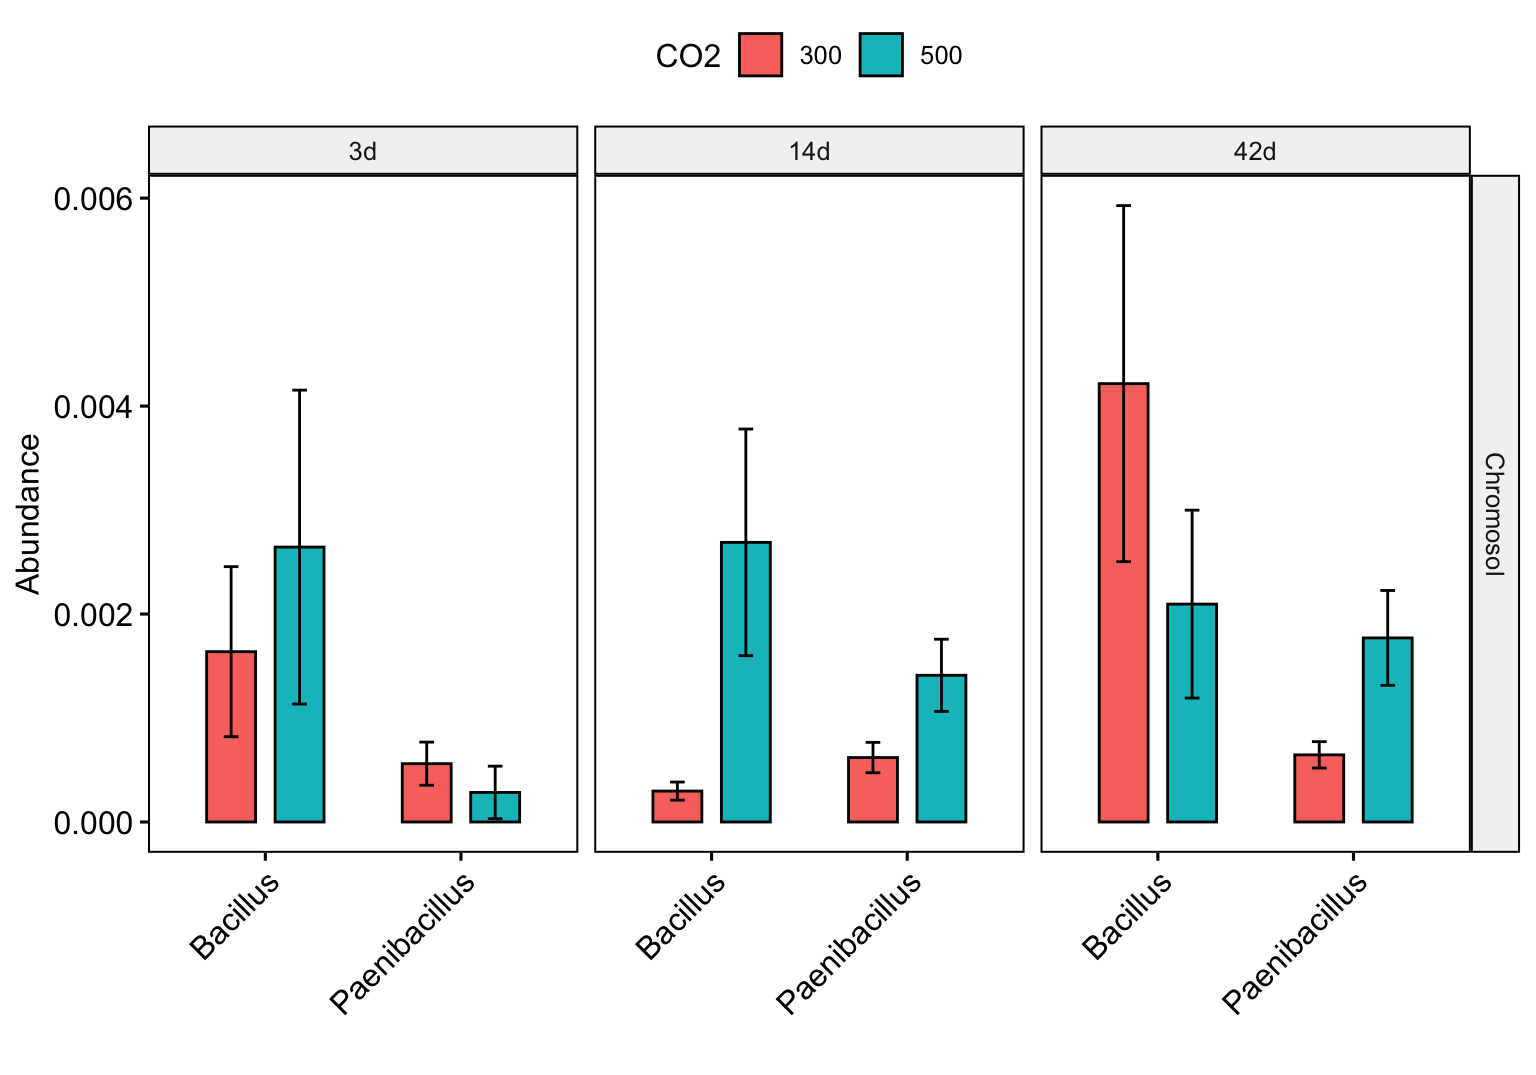 CO2 300 500
3d 14d 42d
0.006
0.004
0.002
0.000
Abundance
Chromosol
Bacillus Paenibacillus Bacillus Paenibacillus Bacillus Paenibacillus